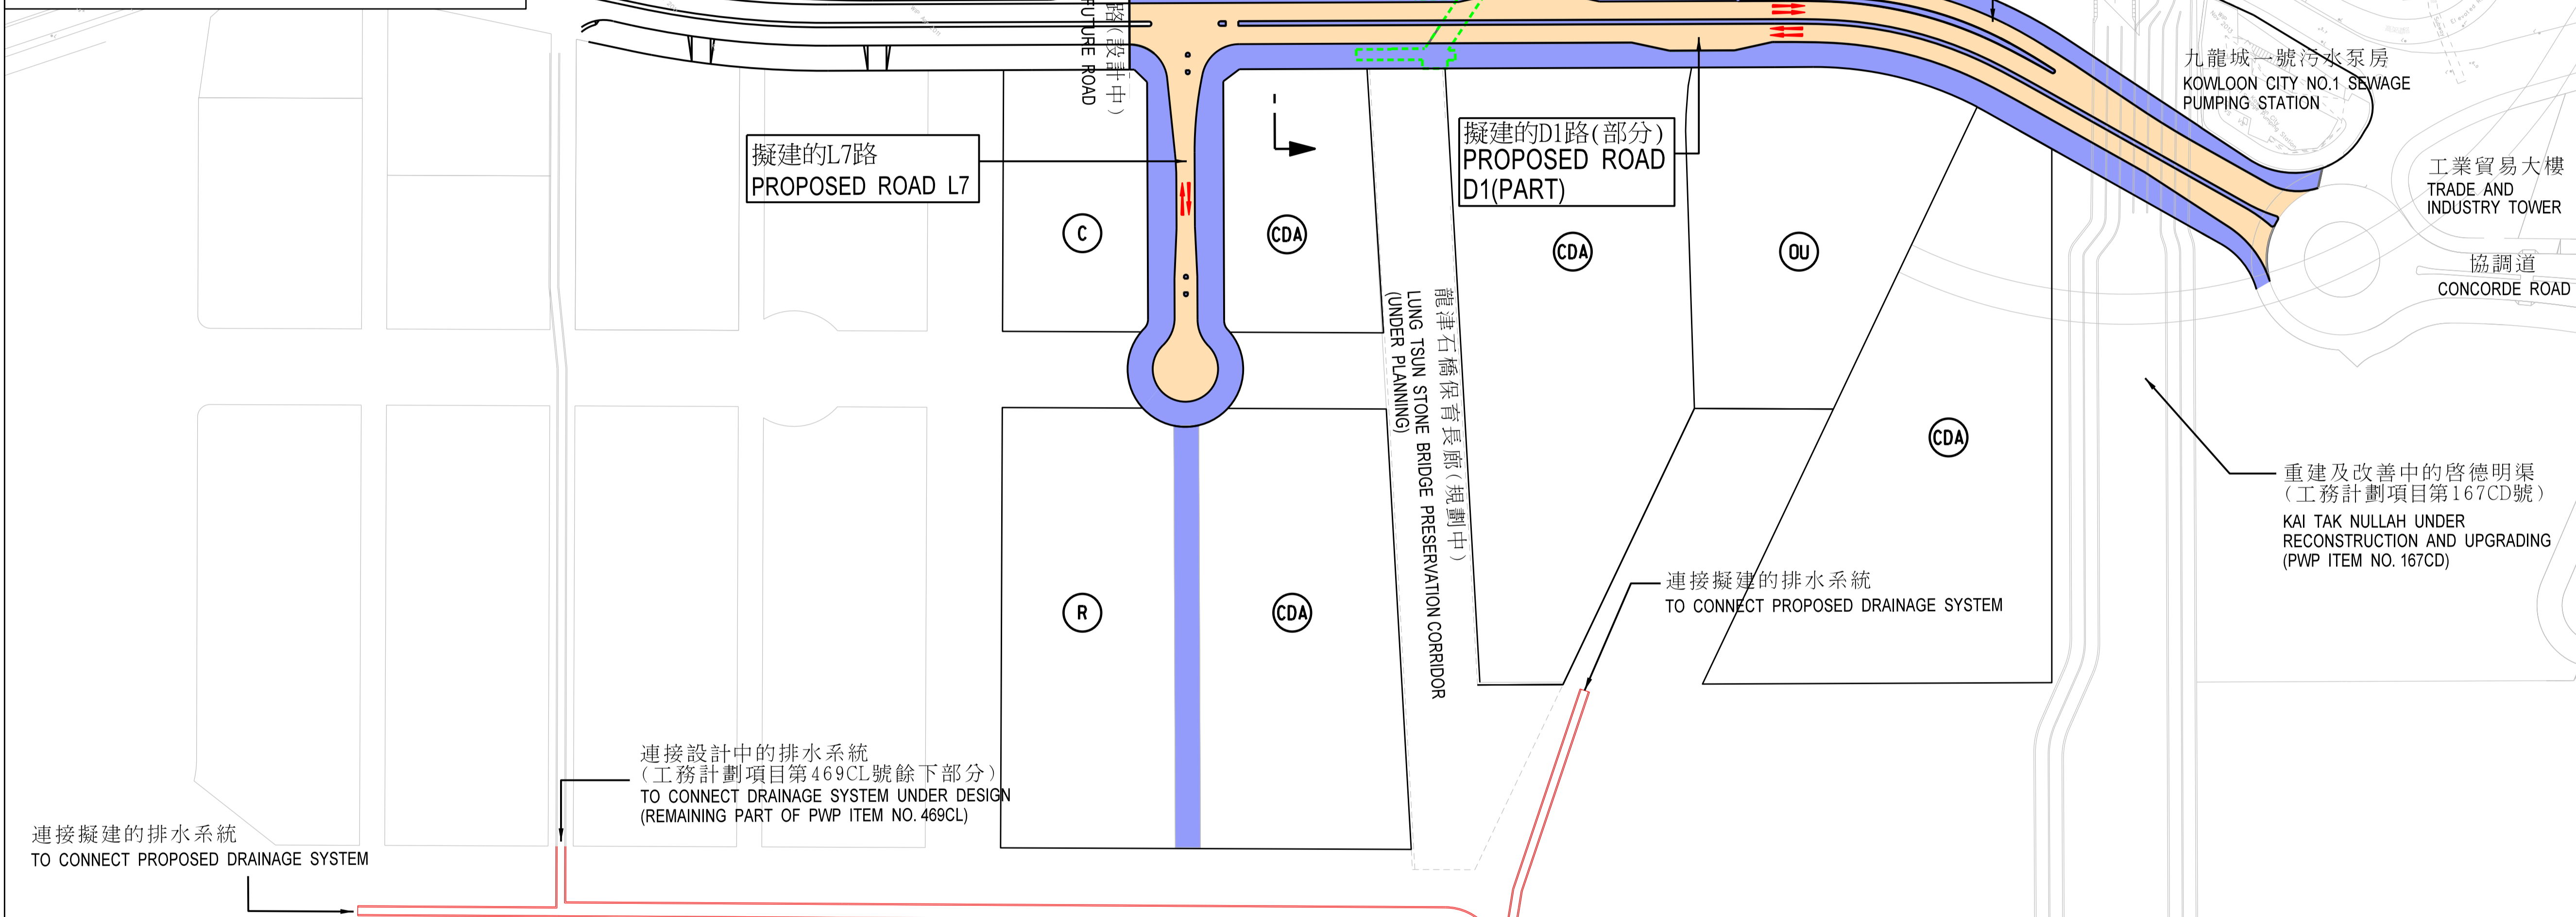 路(設計中)
FUTURE ROAD
擬建的L7路
PROPOSED ROAD L7
擬建的D1路(部分)
PROPOSED ROAD
D1(PART)
九龍城一號污水泵房
KOWLOON CITY NO.1 SEWAGE
PUMPING STATION
工業貿易大樓
TRADE AND
INDUSTRY TOWER
協調道
CONCORDE ROAD
C
CDA
CDA
OU
CDA
龍津石橋保育長廊(規劃中)
LUNG TSUN STONE BRIDGE PRESERVATION CORRIDOR
(UNDER PLANNING)
重建及改善中的啓德明渠
(工務計劃項目第167CD號)
KAI TAK NULLAH UNDER
RECONSTRUCTION AND UPGRADING
(PWP ITEM NO. 167CD)
R
CDA
連接擬建的排水系統
TO CONNECT PROPOSED DRAINAGE SYSTEM
連接設計中的排水系統
(工務計劃項目第469CL號餘下部分)
TO CONNECT DRAINAGE SYSTEM UNDER DESIGN
(REMAINING PART OF PWP ITEM NO. 469CL)
連接擬建的排水系統
TO CONNECT PROPOSED DRAINAGE SYSTEM